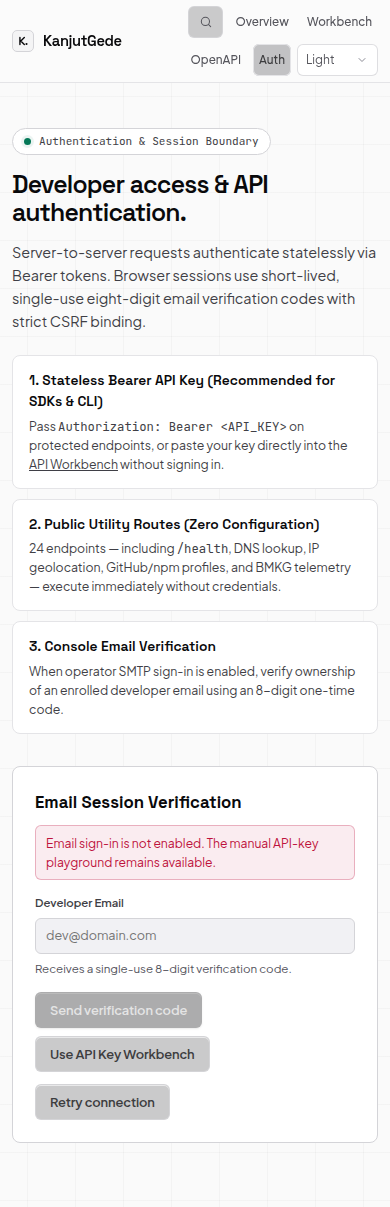 K. KanjutGede
Overview Workbench
OpenAPI Auth Light
Authentication & Session Boundary
Developer access & API
authentication.
Server-to-server requests authenticate statelessly via
Bearer tokens. Browser sessions use short-lived,
single-use eight-digit email verification codes with
strict CSRF binding.
1. Stateless Bearer API Key (Recommended for
SDKs & CLI)
Pass Authorization: Bearer <API_KEY> on
protected endpoints, or paste your key directly into the
API Workbench without signing in.
2. Public Utility Routes (Zero Configuration)
24 endpoints — including /health, DNS lookup, IP
geolocation, GitHub/npm profiles, and BMKG telemetry
— execute immediately without credentials.
3. Console Email Verification
When operator SMTP sign-in is enabled, verify ownership
of an enrolled developer email using an 8-digit one-time
code.
Email Session Verification
Email sign-in is not enabled. The manual API-key
playground remains available.
Developer Email
dev@domain.com
Receives a single-use 8-digit verification code.
Send verification code
Use API Key Workbench
Retry connection